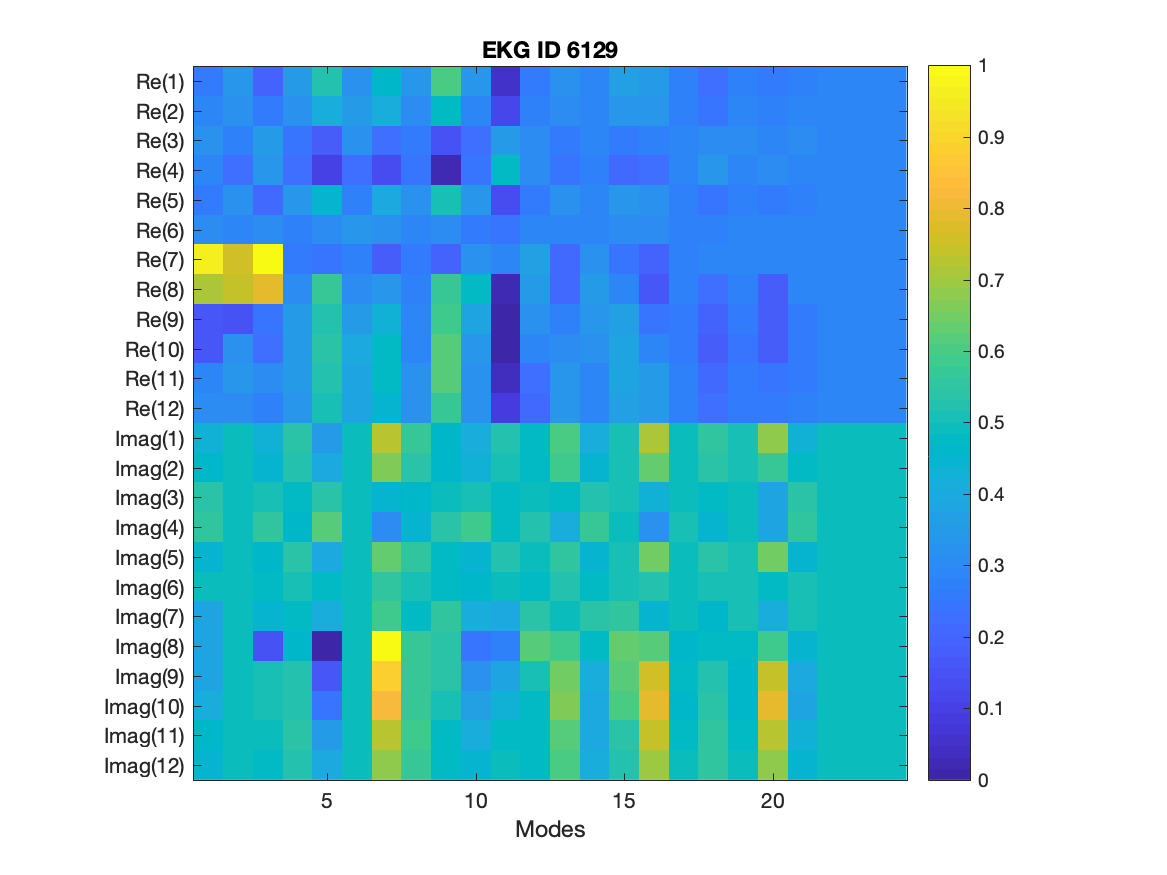 EKG ID 6129
Re(1)
Re(2)
Re(3)
Re(4)
Re(5)
Re(6)
Re(7)
Re(8)
Re(9)
Re(10)
Re(11)
Re(12)
Imag(1)
Imag(2)
Imag(3)
Imag(4)
Imag(5)
Imag(6)
Imag(7)
Imag(8)
Imag(9)
Imag(10)
Imag(11)
Imag(12)
5 10 15 20
Modes
1
0.9
0.8
0.7
0.6
0.5
0.4
0.3
0.2
0.1
0